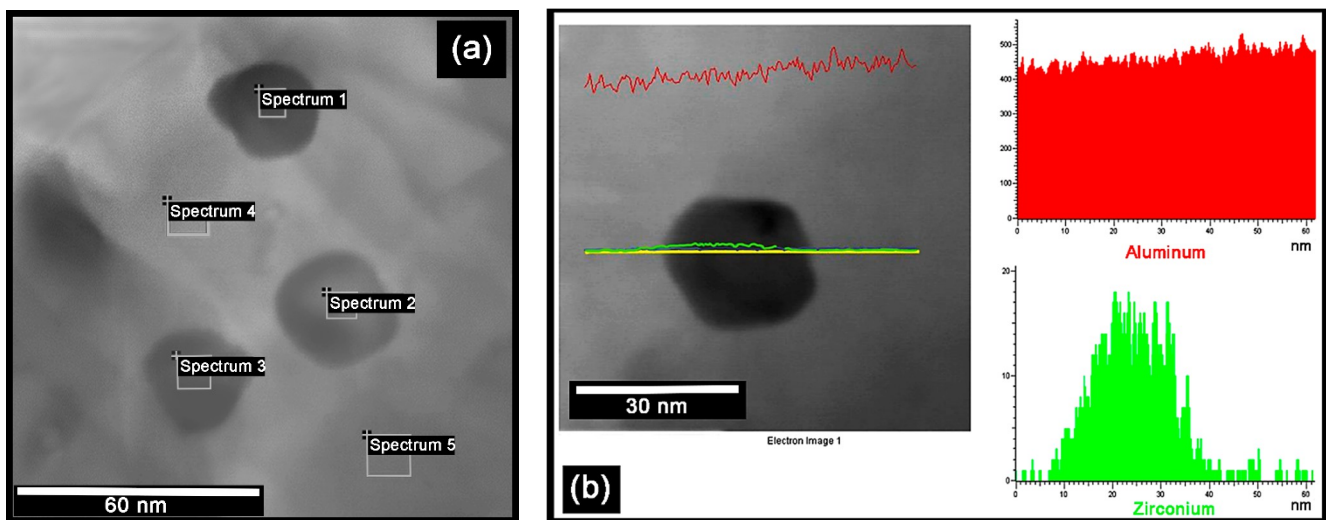 (a)
Spectrum 1
Spectrum 4
Spectrum 2
Spectrum 3
Spectrum 5
60 nm
30 nm
Electron Image 1
(b)
500
400
300
200
100
0
0 10 20 30 40 50 60
nm
Aluminum
20
10
0
0 10 20 30 40 50 60
nm
Zirconium